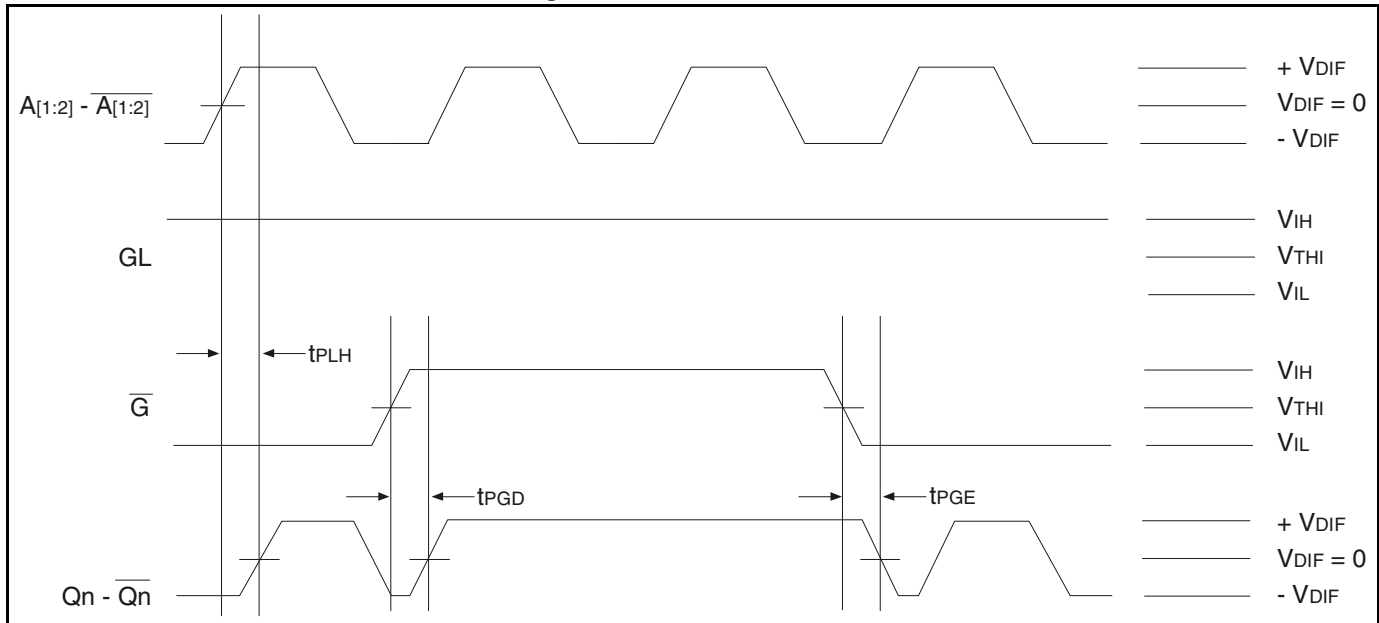 A[1:2] - A̅[̅1̅:̅2̅]̅
+ VDIF
VDIF = 0
- VDIF
GL
VIH
VTHI
VIL
tPLH
G̅
VIH
VTHI
VIL
tPGD
tPGE
Qn - Q̅n̅
+ VDIF
VDIF = 0
- VDIF